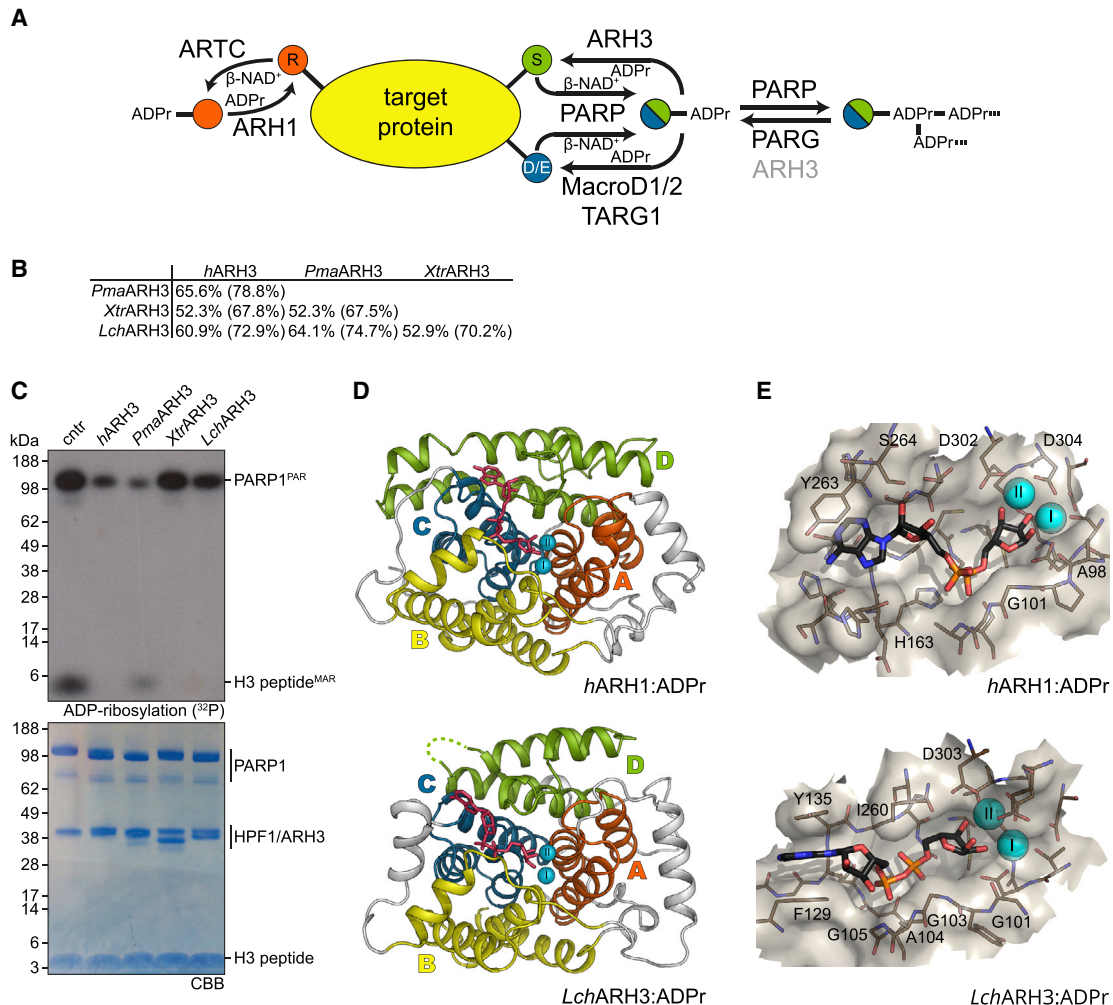 A
ARTC
R
β-NAD⁺
ADPr
ADPr
ARH1
target
protein
S
ARH3
ADPr
β-NAD⁺
PARP
ADPr
β-NAD⁺
ADPr
D/E
MacroD1/2
TARG1
PARP
PARG
ARH3
ADPr
ADPr
ADPr
B
hARH3 PmaARH3 XtrARH3
PmaARH3 65.6% (78.8%)
XtrARH3 52.3% (67.8%) 52.3% (67.5%)
LchARH3 60.9% (72.9%) 64.1% (74.7%) 52.9% (70.2%)
C
kDa
cntr
hARH3
PmaARH3
XtrARH3
LchARH3
188
98
62
49
38
28
17
14
6
PARP1ᴾᴬᴿ
H3 peptideᴹᴬᴿ
ADP-ribosylation (³²P)
188
98
62
49
38
28
17
14
6
3
PARP1
HPF1/ARH3
H3 peptide
CBB
D
D
C
II
I
A
B
hARH1:ADPr
D
C
II
I
A
B
LchARH3:ADPr
E
S264
D302
D304
Y263
II
I
A98
G101
H163
hARH1:ADPr
D303
Y135
I260
II
I
F129
G103
G101
G105
A104
LchARH3:ADPr